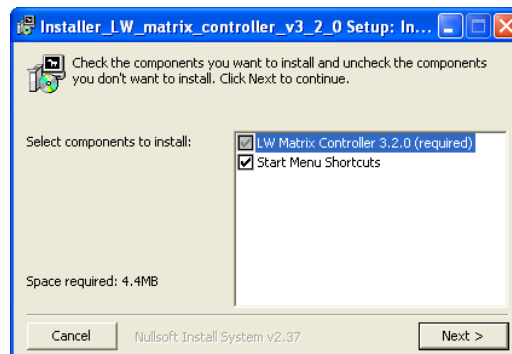 Installer_LW_matrix_controller_v3_2_0 Setup: In...
Check the components you want to install and uncheck the components
you don't want to install. Click Next to continue.
Select components to install:
LW Matrix Controller 3.2.0 (required)
Start Menu Shortcuts
Space required: 4.4MB
Cancel
Nullsoft Install System v2.37
Next >